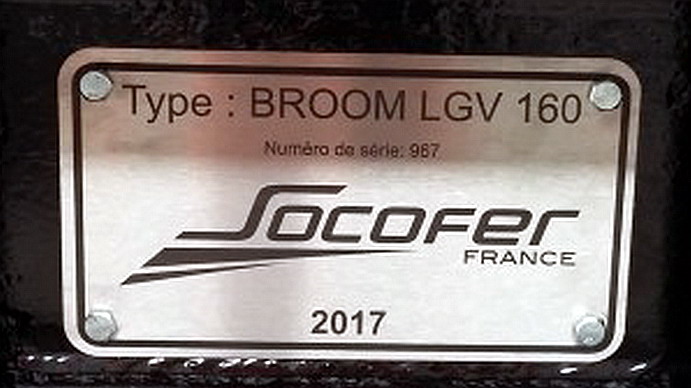 Type : BROOM LGV 160
Numéro de série: 967
SOCOFER
FRANCE
2017